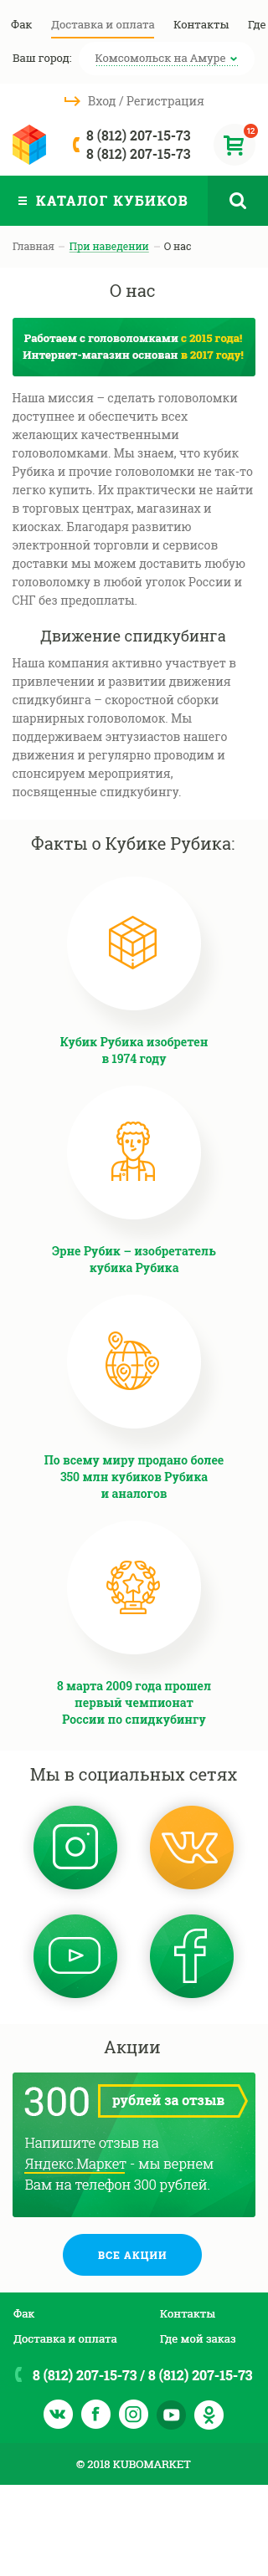 Фак Доставка и оплата Контакты Где
Ваш город: Комсомольск на Амуре
Вход / Регистрация
8 (812) 207-15-73
8 (812) 207-15-73
12
КАТАЛОГ КУБИКОВ
Главная — При наведении — О нас
О нас
Работаем с головоломками с 2015 года!
Интернет-магазин основан в 2017 году!
Наша миссия – сделать головоломки
доступнее и обеспечить всех
желающих качественными
головоломками. Мы знаем, что кубик
Рубика и прочие головоломки не так-то
легко купить. Их практически не найти
в торговых центрах, магазинах и
киосках. Благодаря развитию
электронной торговли и сервисов
доставки мы можем доставить любую
головоломку в любой уголок России и
СНГ без предоплаты.
Движение спидкубинга
Наша компания активно участвует в
привлечении и развитии движения
спидкубинга – скоростной сборки
шарнирных головоломок. Мы
поддерживаем энтузиастов нашего
движения и регулярно проводим и
спонсируем мероприятия,
посвященные спидкубингу.
Факты о Кубике Рубика:
Кубик Рубика изобретен
в 1974 году
Эрне Рубик – изобретатель
кубика Рубика
По всему миру продано более
350 млн кубиков Рубика
и аналогов
8 марта 2009 года прошел
первый чемпионат
России по спидкубингу
Мы в социальных сетях
Акции
300 рублей за отзыв
Напишите отзыв на
Яндекс.Маркет - мы вернем
Вам на телефон 300 рублей.
ВСЕ АКЦИИ
Фак Контакты
Доставка и оплата Где мой заказ
8 (812) 207-15-73 / 8 (812) 207-15-73
© 2018 KUBOMARKET